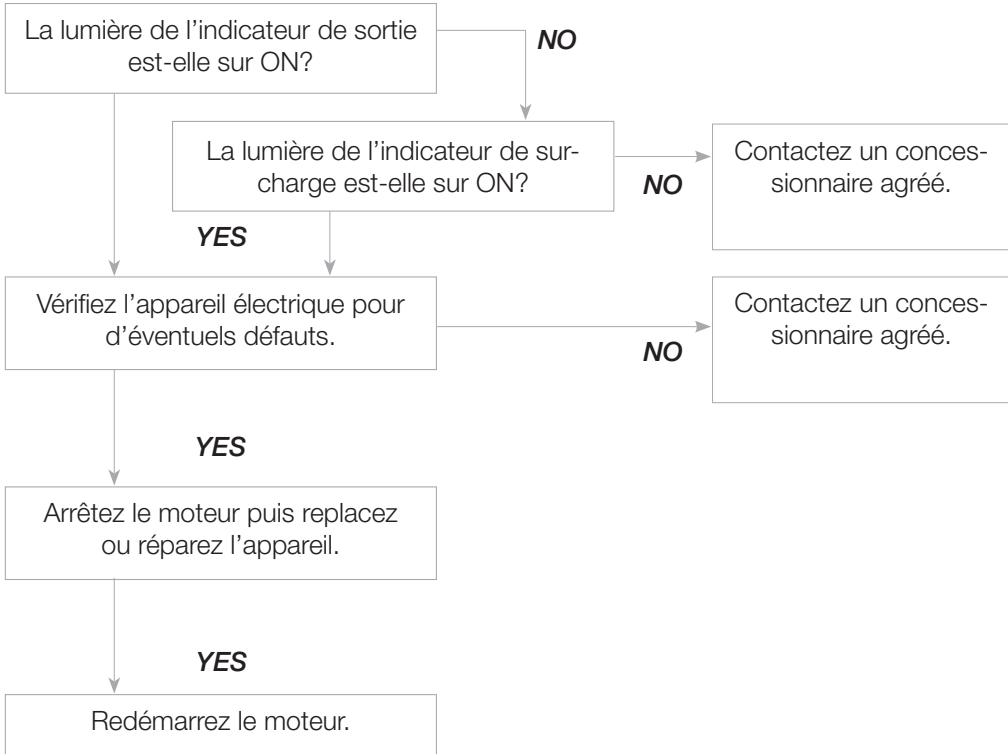 La lumière de l’indicateur de sortie
est-elle sur ON?
NO
La lumière de l’indicateur de sur-
charge est-elle sur ON?
NO
Contactez un conces-
sionnaire agréé.
YES
Vérifiez l’appareil électrique pour
d’éventuels défauts.
NO
Contactez un conces-
sionnaire agréé.
YES
Arrêtez le moteur puis replacez
ou réparez l’appareil.
YES
Redémarrez le moteur.